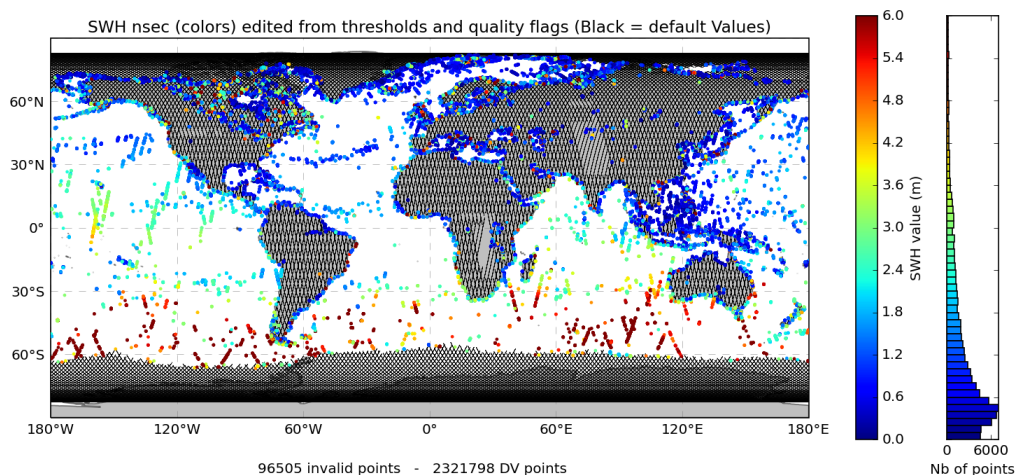 SWH nsec (colors) edited from thresholds and quality flags (Black = default Values)
60°N
30°N
0°
30°S
60°S
180°W
120°W
60°W
0°
60°E
120°E
180°E
96505 invalid points - 2321798 DV points
6.0
5.4
4.8
4.2
3.6
3.0
2.4
1.8
1.2
0.6
0.0
SWH value (m)
0
6000
Nb of points